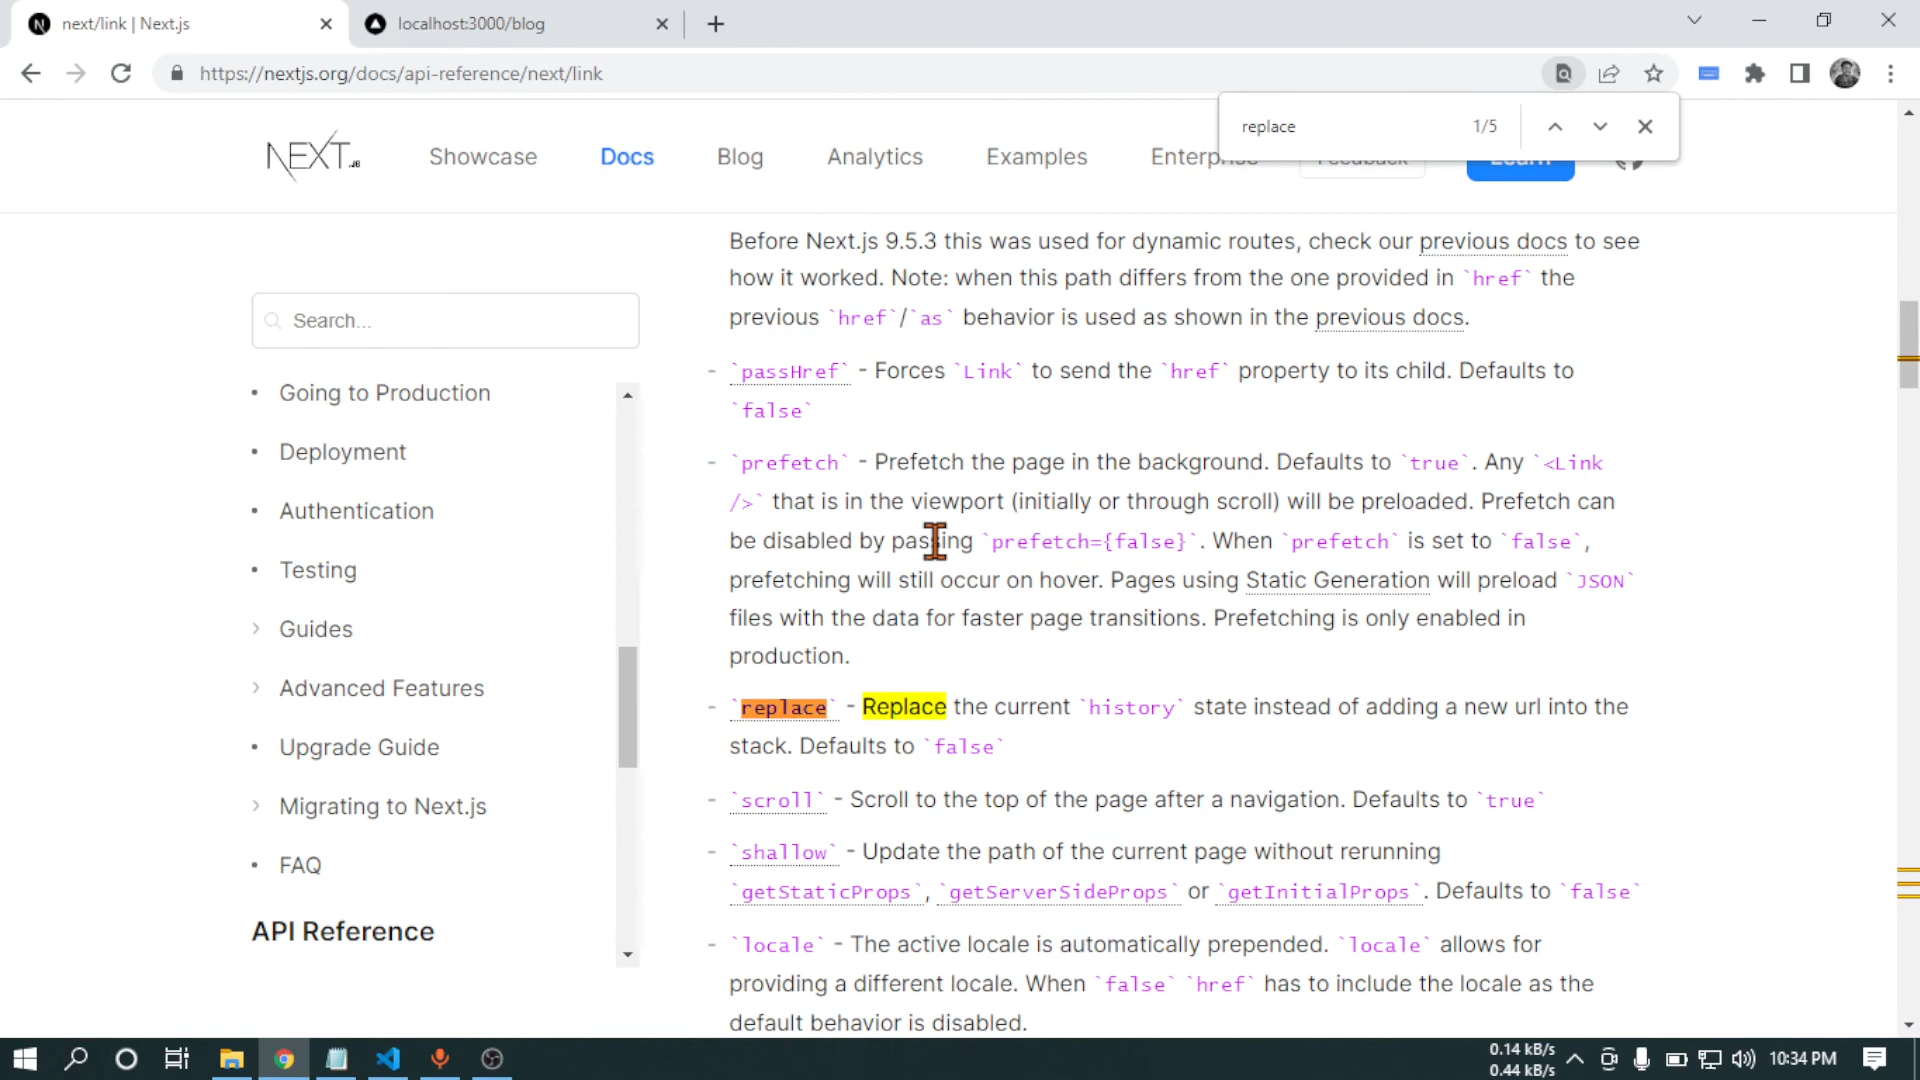 next/link | Next.js
localhost:3000/blog
https://nextjs.org/docs/api-reference/next/link
replace 1/5
NEXT.JS Showcase Docs Blog Analytics Examples Enterprise Feedback Learn
Before Next.js 9.5.3 this was used for dynamic routes, check our previous docs to see
how it worked. Note: when this path differs from the one provided in `href` the
previous `href`/`as` behavior is used as shown in the previous docs.
Search...
- `passHref` - Forces `Link` to send the `href` property to its child. Defaults to
`false`
- `prefetch` - Prefetch the page in the background. Defaults to `true`. Any `<Link
/>` that is in the viewport (initially or through scroll) will be preloaded. Prefetch can
be disabled by passing `prefetch={false}`. When `prefetch` is set to `false`,
prefetching will still occur on hover. Pages using Static Generation will preload `JSON`
files with the data for faster page transitions. Prefetching is only enabled in
production.
- `replace` - Replace the current `history` state instead of adding a new url into the
stack. Defaults to `false`
- `scroll` - Scroll to the top of the page after a navigation. Defaults to `true`
- `shallow` - Update the path of the current page without rerunning
`getStaticProps`, `getServerSideProps` or `getInitialProps`. Defaults to `false`
- `locale` - The active locale is automatically prepended. `locale` allows for
providing a different locale. When `false` `href` has to include the locale as the
default behavior is disabled.
Going to Production
Deployment
Authentication
Testing
Guides
Advanced Features
Upgrade Guide
Migrating to Next.js
FAQ
API Reference
0.14 kB/s
0.44 kB/s
10:34 PM